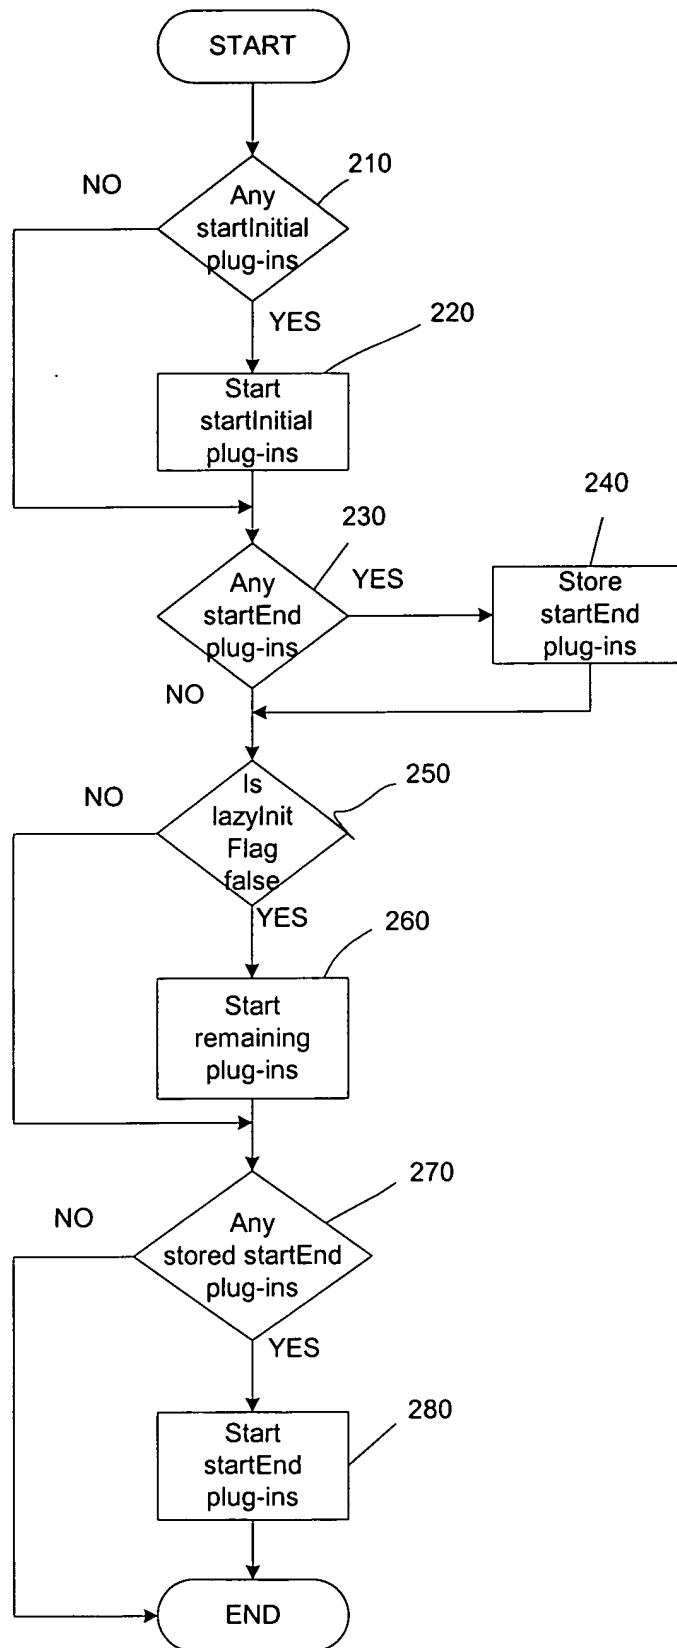 START
210
NO
Any
startInitial
plug-ins
YES
220
Start
startInitial
plug-ins
240
230
Any
startEnd
plug-ins
YES
Store
startEnd
plug-ins
NO
250
NO
Is
lazyInit
Flag
false
YES
260
Start
remaining
plug-ins
270
NO
Any
stored startEnd
plug-ins
YES
280
Start
startEnd
plug-ins
END